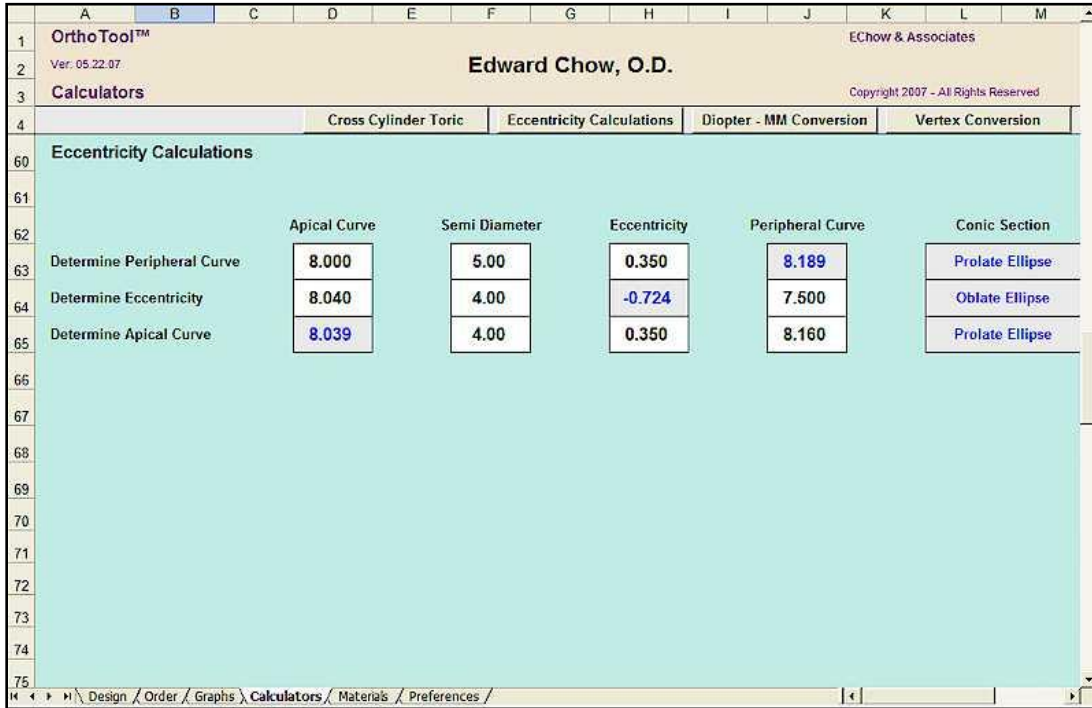 A B C D E F G H I J K L M
1 OrthoTool™ EChow & Associates
2 Ver. 05.22.07 Edward Chow, O.D.
3 Calculators Copyright 2007 - All Rights Reserved
4 Cross Cylinder Toric Eccentricity Calculations Diopter - MM Conversion Vertex Conversion
60 Eccentricity Calculations
61
62 Apical Curve Semi Diameter Eccentricity Peripheral Curve Conic Section
63 Determine Peripheral Curve 8.000 5.00 0.350 8.189 Prolate Ellipse
64 Determine Eccentricity 8.040 4.00 -0.724 7.500 Oblate Ellipse
65 Determine Apical Curve 8.039 4.00 0.350 8.160 Prolate Ellipse
66
67
68
69
70
71
72
73
74
75
Design Order Graphs Calculators Materials Preferences